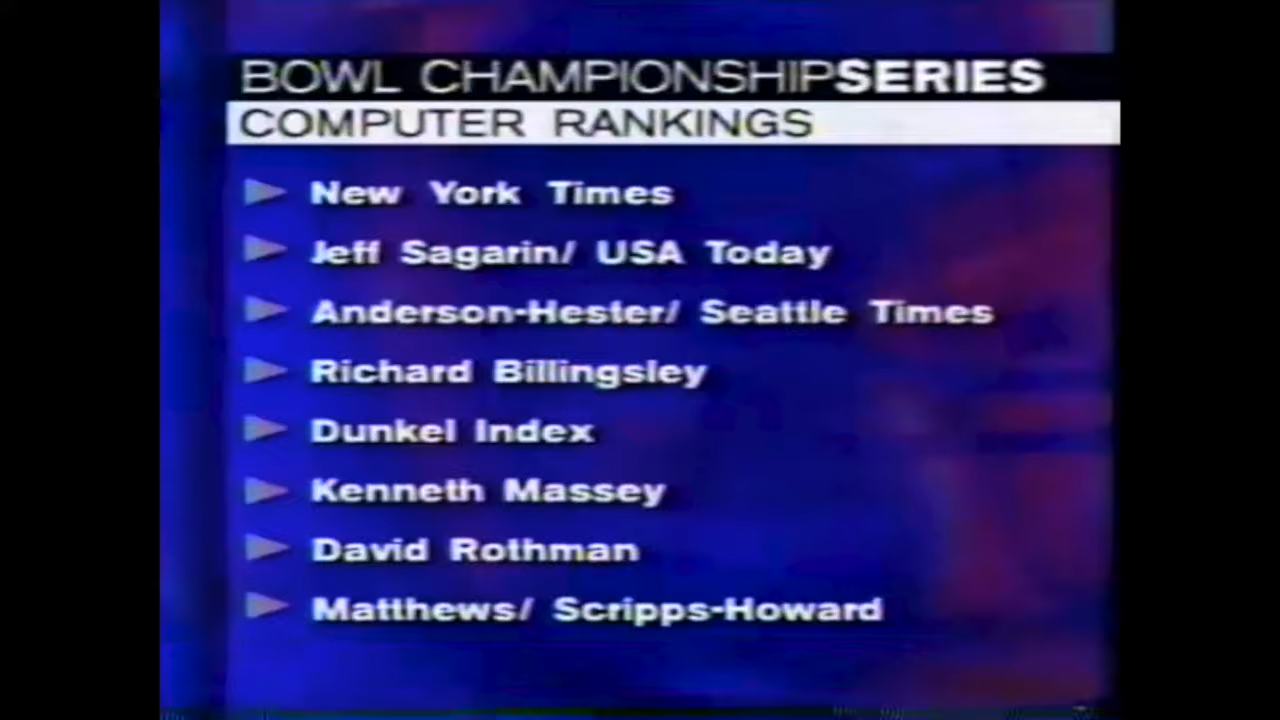 BOWL CHAMPIONSHIPSERIES
COMPUTER RANKINGS
New York Times
Jeff Sagarin/ USA Today
Anderson-Hester/ Seattle Times
Richard Billingsley
Dunkel Index
Kenneth Massey
David Rothman
Matthews/ Scripps-Howard